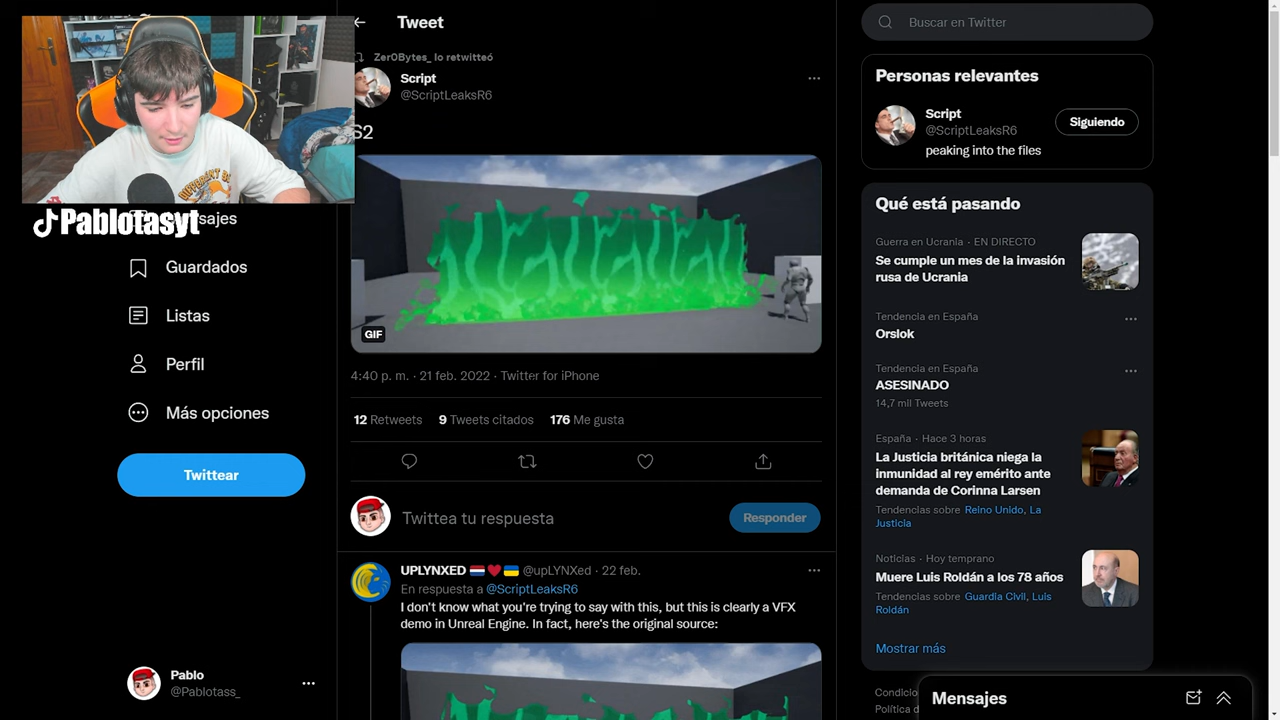 Tweet
Zer0Bytes_ lo retwitteó
Script
@ScriptLeaksR6
S2
GIF
4:40 p. m. · 21 feb. 2022 · Twitter for iPhone
12 Retweets 9 Tweets citados 176 Me gusta
Twittea tu respuesta
Responder
UPLYNXED @upLYNXed · 22 feb.
En respuesta a @ScriptLeaksR6
I don't know what you're trying to say with this, but this is clearly a VFX
demo in Unreal Engine. In fact, here's the original source:
Pablotasyt
sajes
Guardados
Listas
Perfil
Más opciones
Twittear
Pablo
@Pablotass_
Buscar en Twitter
Personas relevantes
Script
@ScriptLeaksR6
Siguiendo
peaking into the files
Qué está pasando
Guerra en Ucrania · EN DIRECTO
Se cumple un mes de la invasión
rusa de Ucrania
Tendencia en España
Orslok
Tendencia en España
ASESINADO
14,7 mil Tweets
España · Hace 3 horas
La Justicia británica niega la
inmunidad al rey emérito ante
demanda de Corinna Larsen
Tendencias sobre Reino Unido, La
Justicia
Noticias · Hoy temprano
Muere Luis Roldán a los 78 años
Tendencias sobre Guardia Civil, Luis
Roldán
Mostrar más
Condicio
Política d
Mensajes